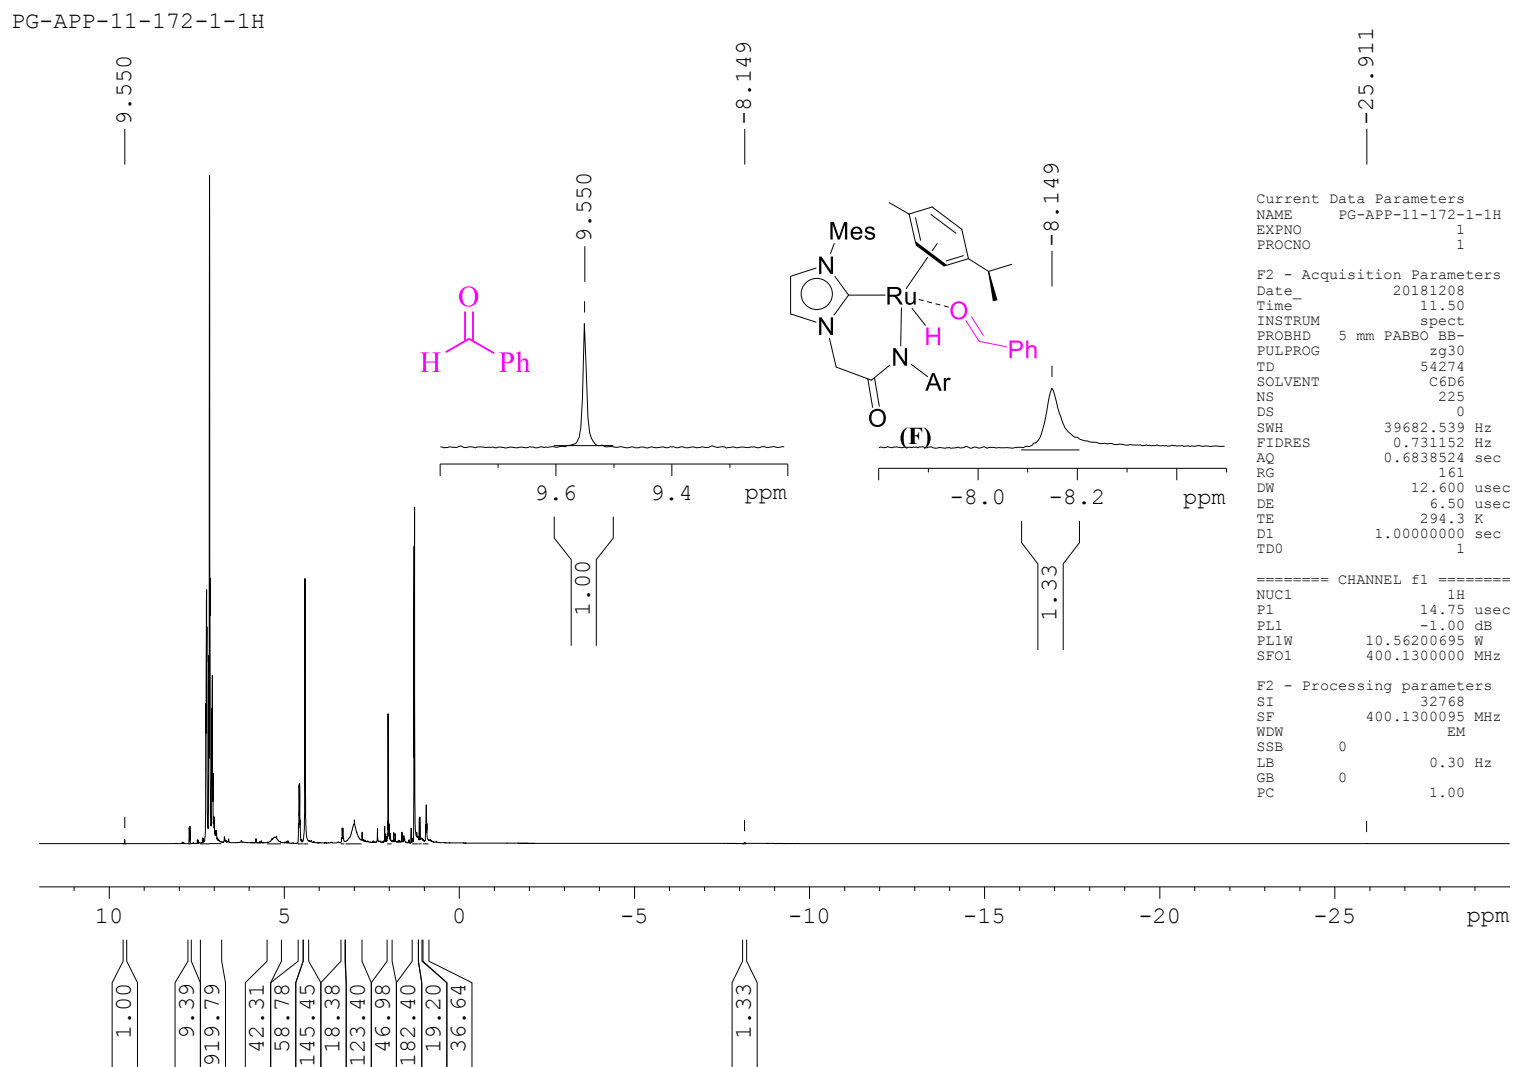 PG-APP-11-172-1-1H
9.550
-8.149
-25.911
9.550
-8.149
O
H
Ph
9.6
9.4
ppm
1.00
Mes
N
N
Ru
O
H
Ph
N
Ar
O
(F)
-8.0
-8.2
ppm
1.33
Current Data Parameters
NAME PG-APP-11-172-1-1H
EXPNO 1
PROCNO 1
F2 - Acquisition Parameters
Date_ 20181208
Time 11.50
INSTRUM spect
PROBHD 5 mm PABBO BB-
PULPROG zg30
TD 54274
SOLVENT C6D6
NS 225
DS 0
SWH 39682.539 Hz
FIDRES 0.731152 Hz
AQ 0.6838524 sec
RG 161
DW 12.600 usec
DE 6.50 usec
TE 294.3 K
D1 1.00000000 sec
TD0 1
======== CHANNEL f1 ========
NUC1 1H
P1 14.75 usec
PL1 -1.00 dB
PL1W 10.56200695 W
SFO1 400.1300000 MHz
F2 - Processing parameters
SI 32768
SF 400.1300095 MHz
WDW EM
SSB 0
LB 0.30 Hz
GB 0
PC 1.00
10 5 0 -5 -10 -15 -20 -25 ppm
1.00
9.39
919.79
42.31
58.78
145.45
18.38
123.40
46.98
182.40
19.20
36.64
1.33